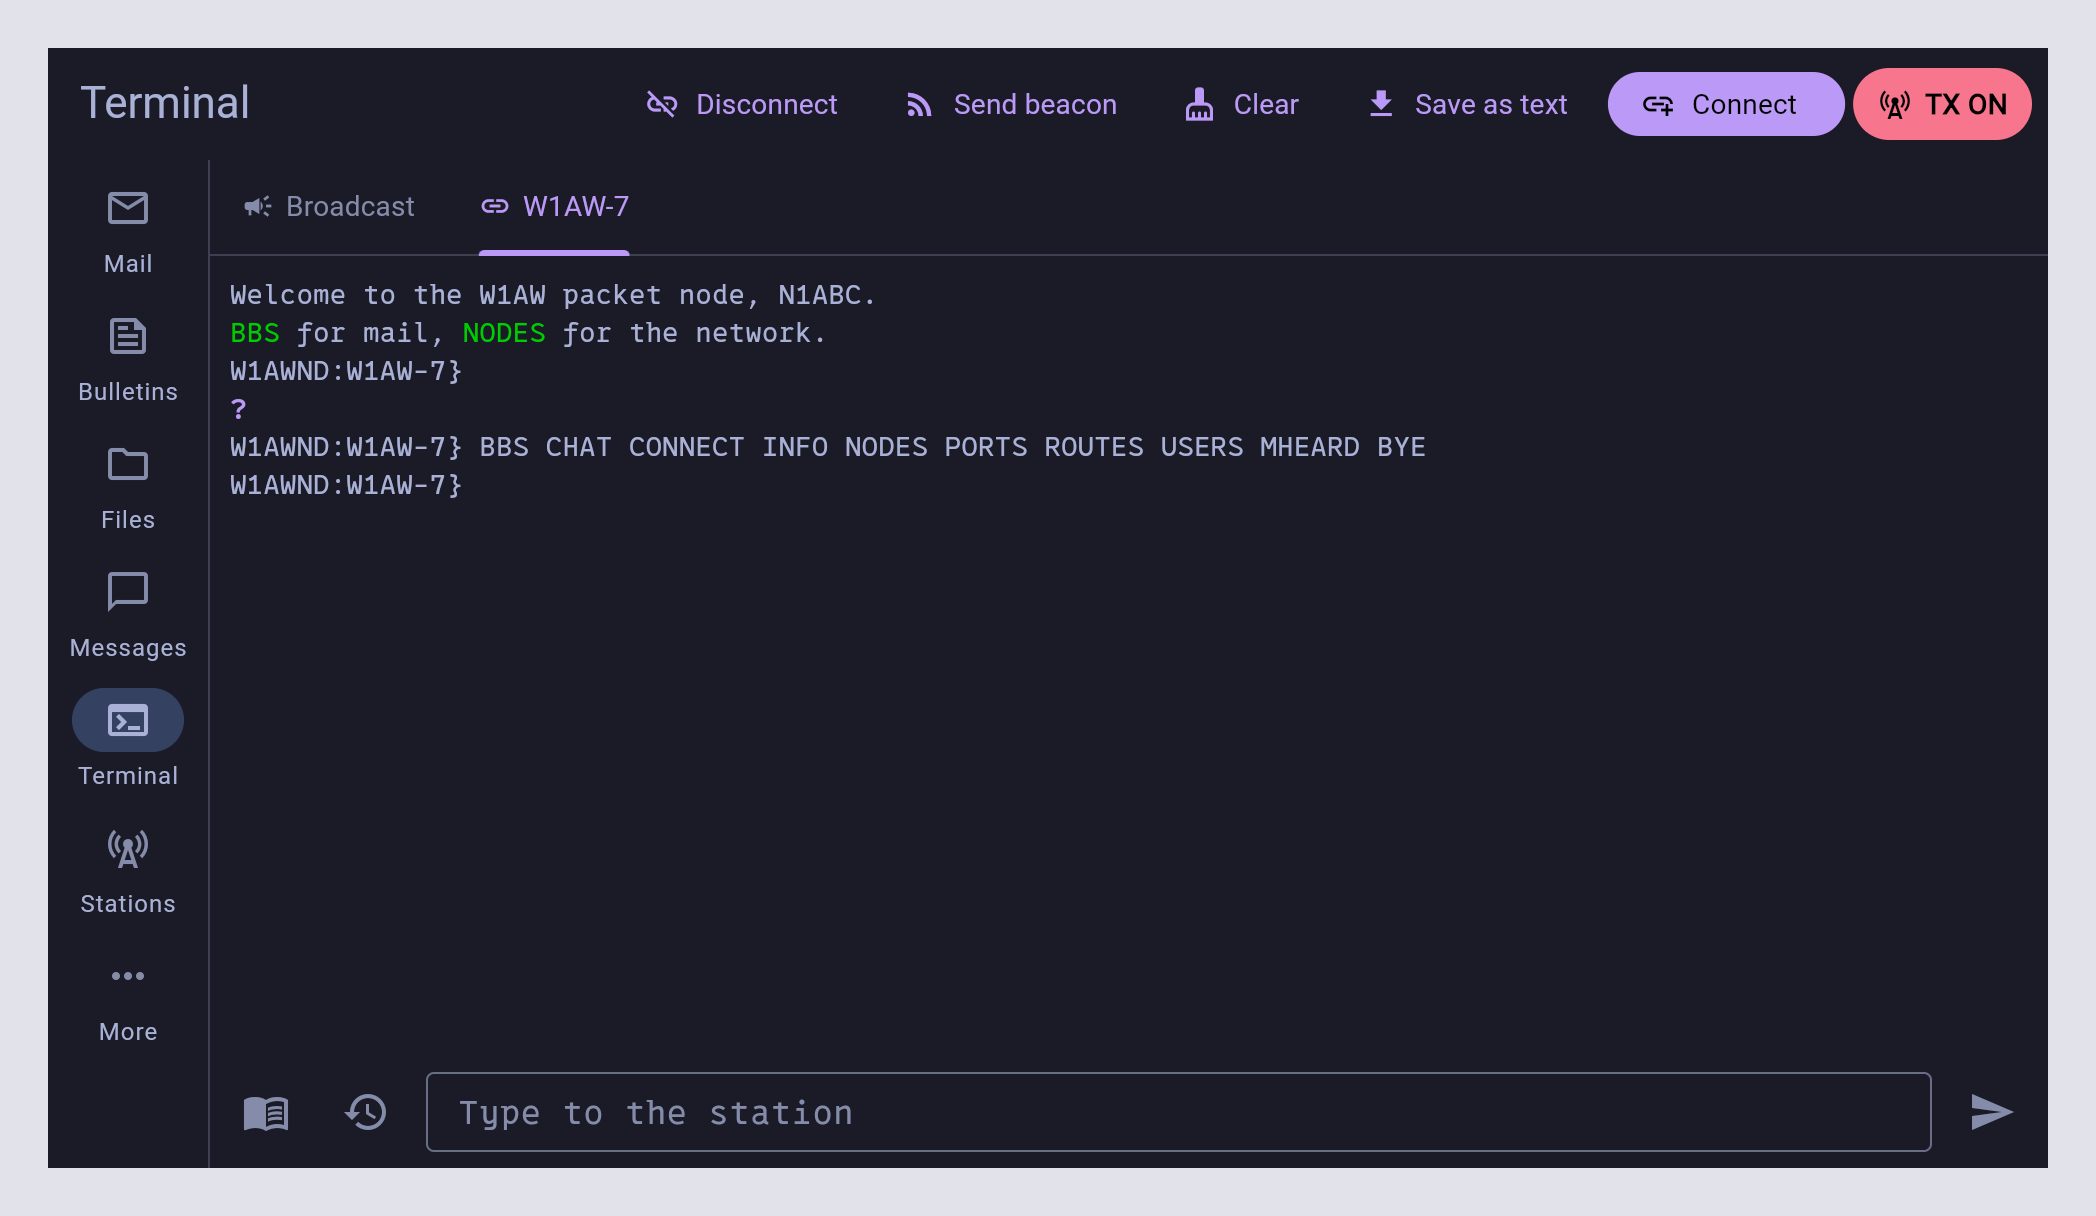 Terminal
Disconnect
Send beacon
Clear
Save as text
Connect
TX ON
Mail
Bulletins
Files
Messages
Terminal
Stations
More
Broadcast
W1AW-7
Welcome to the W1AW packet node, N1ABC.
BBS for mail, NODES for the network.
W1AWND:W1AW-7}
?
W1AWND:W1AW-7} BBS CHAT CONNECT INFO NODES PORTS ROUTES USERS MHEARD BYE
W1AWND:W1AW-7}
Type to the station